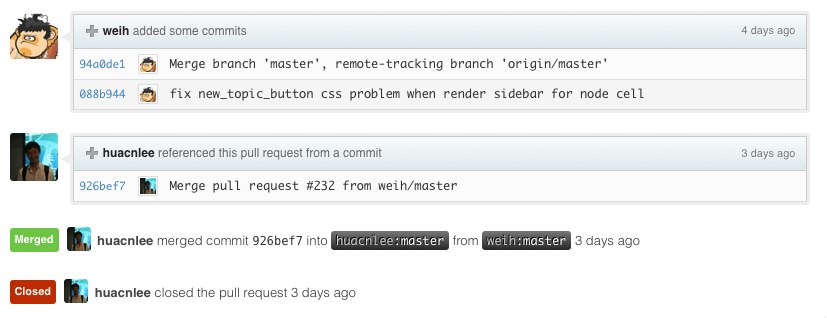 weih added some commits 4 days ago
94a0de1 Merge branch 'master', remote-tracking branch 'origin/master'
088b944 fix new_topic_button css problem when render sidebar for node cell
huacnlee referenced this pull request from a commit 3 days ago
926bef7 Merge pull request #232 from weih/master
Merged huacnlee merged commit 926bef7 into huacnlee:master from weih:master 3 days ago
Closed huacnlee closed the pull request 3 days ago